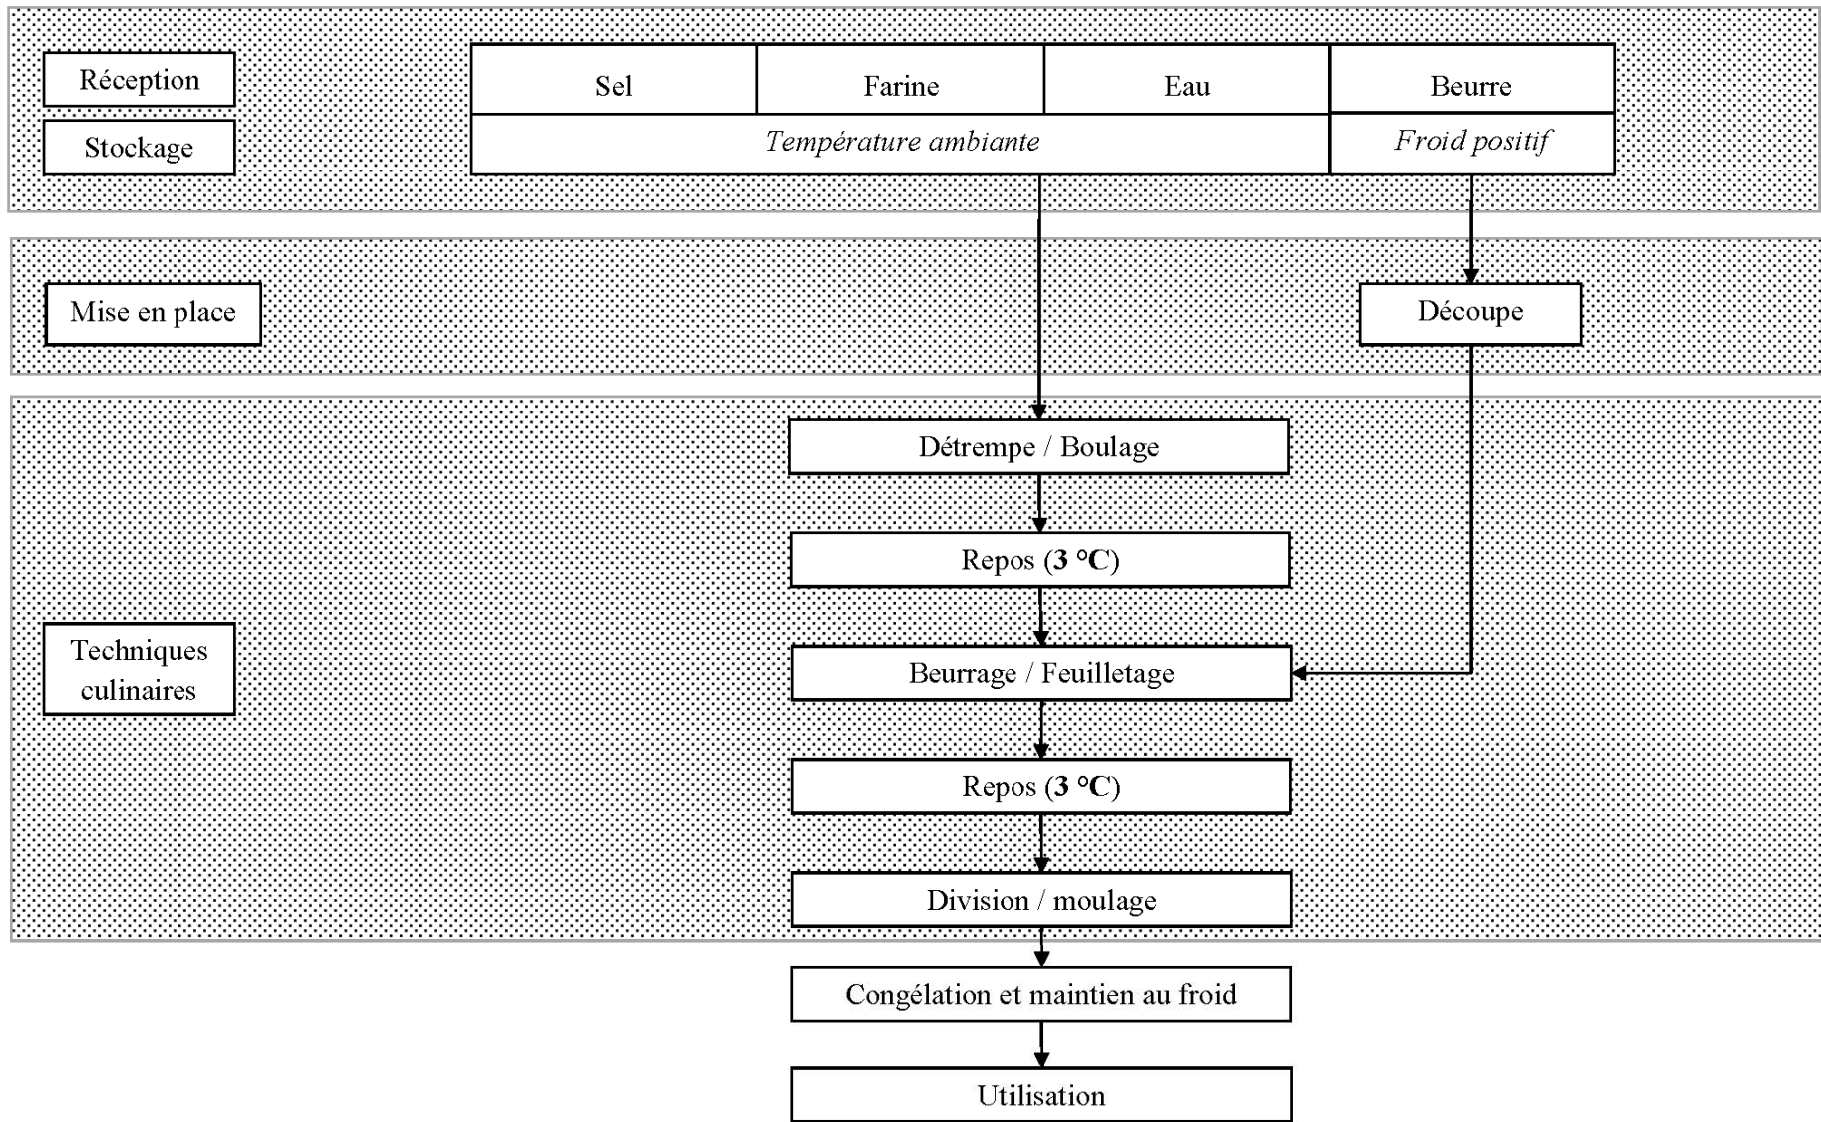 Réception
Sel
Farine
Eau
Beurre
Stockage
Température ambiante
Froid positif
Mise en place
Découpe
Détrempe / Boulage
Repos (3 °C)
Techniques
culinaires
Beurrage / Feuilletage
Repos (3 °C)
Division / moulage
Congélation et maintien au froid
Utilisation